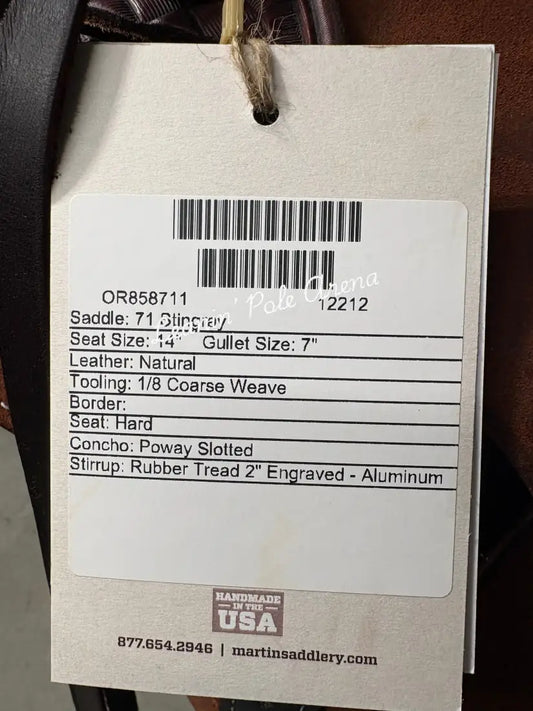 OR858711 12212
Saddle: 71 Stingray
Seat Size: 14" Gullet Size: 7"
Leather: Natural
Tooling: 1/8 Coarse Weave
Border:
Seat: Hard
Concho: Poway Slotted
Stirrup: Rubber Tread 2" Engraved - Aluminum
Pole Arena
HANDMADE
IN THE
USA
877.654.2946 | martinsaddlery.com